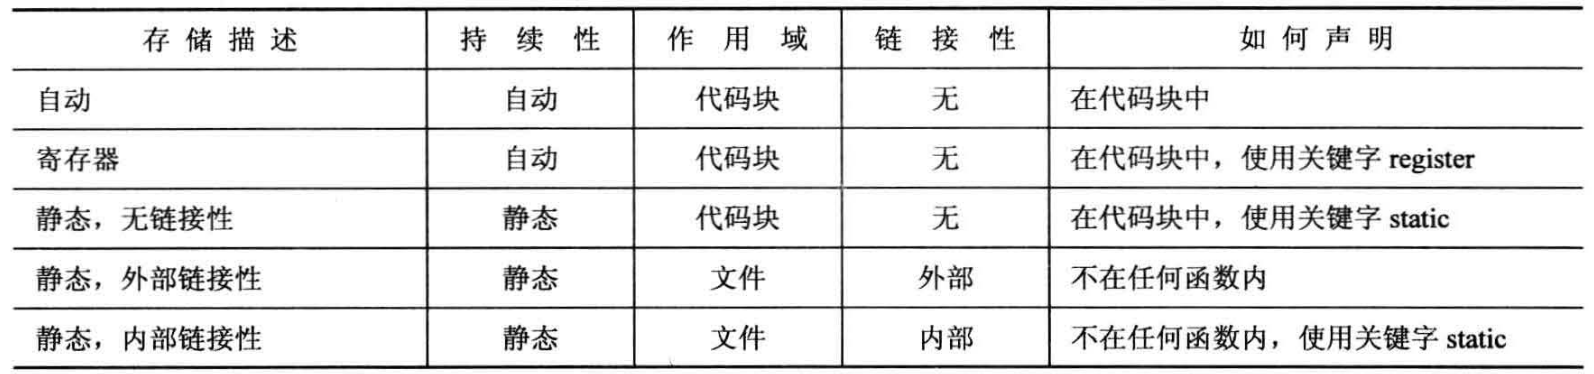 存储描述 持续性 作用域 链接性 如何声明
自动 自动 代码块 无 在代码块中
寄存器 自动 代码块 无 在代码块中，使用关键字 register
静态，无链接性 静态 代码块 无 在代码块中，使用关键字 static
静态，外部链接性 静态 文件 外部 不在任何函数内
静态，内部链接性 静态 文件 内部 不在任何函数内，使用关键字 static